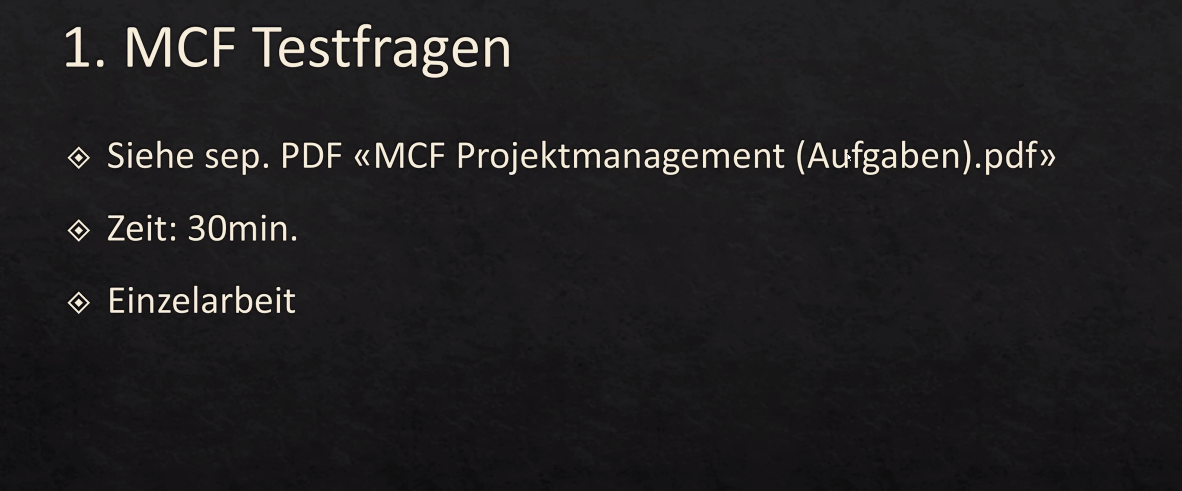 1. MCF Testfragen
Siehe sep. PDF «MCF Projektmanagement (Aufgaben).pdf»
Zeit: 30min.
Einzelarbeit